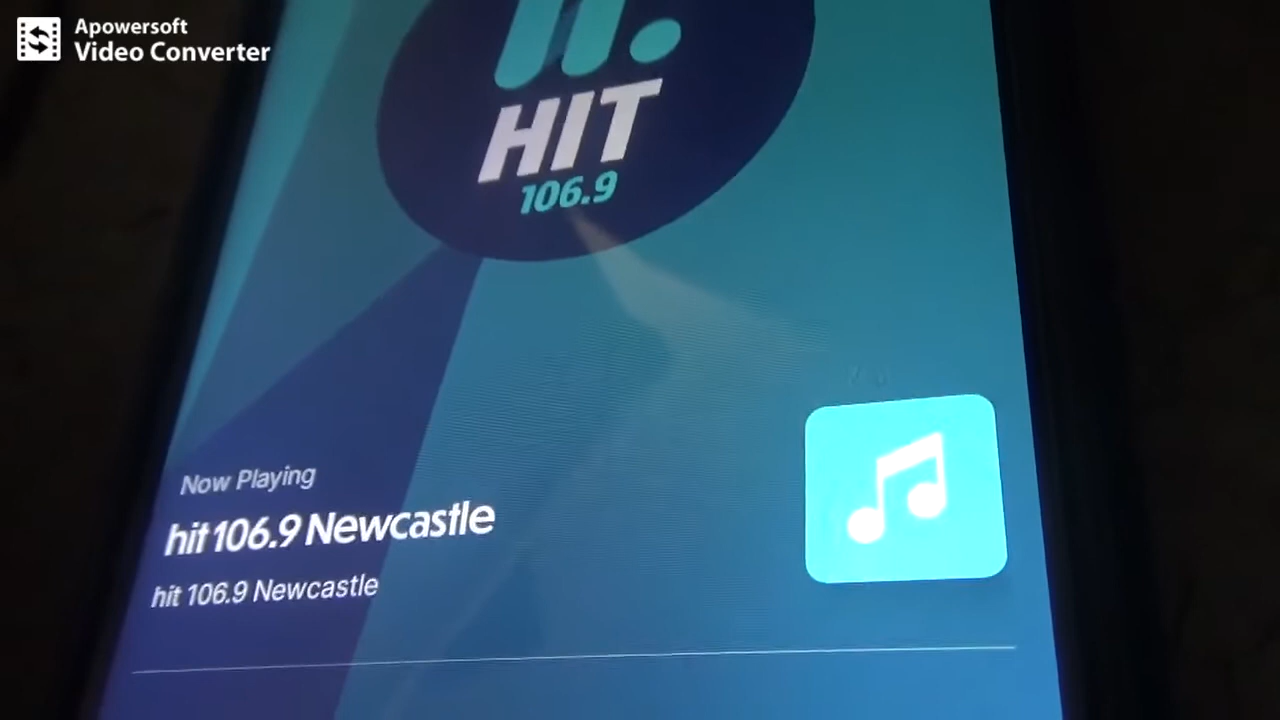 Apowersoft
Video Converter
HIT
106.9
Now Playing
hit 106.9 Newcastle
hit 106.9 Newcastle